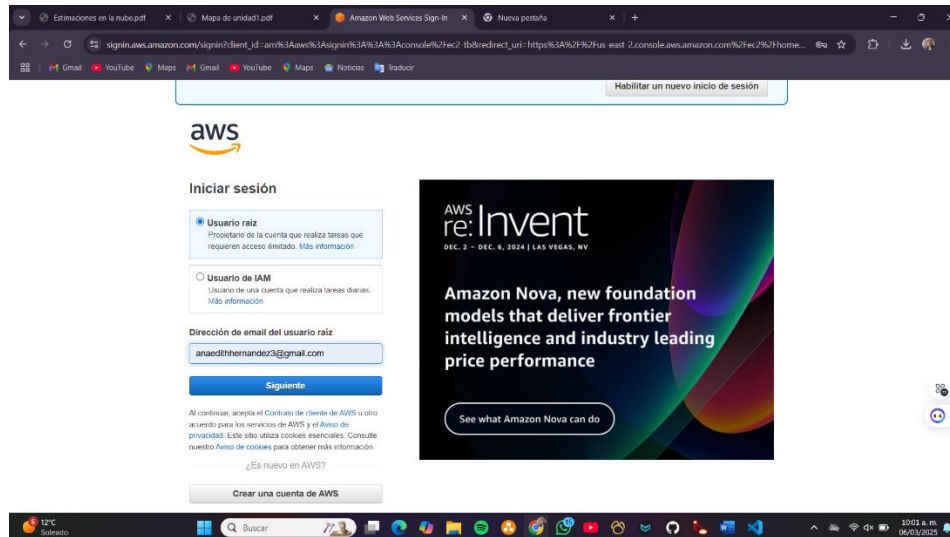 Estimaciones en la nube.pdf
Mapa de unidad1.pdf
Amazon Web Services Sign-In
Nueva pestaña
signin.aws.amazon.com/signin?client_id=arn%3Aaws%3Asignin%3A%3A%3Aconsole%2Fec2-tb&redirect_uri=https%3A%2F%2Fus-east-2.console.aws.amazon.com%2Fec2%2Fhome...
Gmail YouTube Maps Gmail YouTube Maps Noticias Traducir
Habilitar un nuevo inicio de sesión
aws
Iniciar sesión
Usuario raíz
Propietario de la cuenta que realiza tareas que
requieren acceso ilimitado. Más información
Usuario de IAM
Usuario de una cuenta que realiza tareas diarias.
Más información
Dirección de email del usuario raíz
anaedithhernandez3@gmail.com
Siguiente
Al continuar, acepta el Contrato de cliente de AWS u otro
acuerdo para los servicios de AWS y el Aviso de
privacidad. Este sitio utiliza cookies esenciales. Consulte
nuestro Aviso de cookies para obtener más información.
¿Es nuevo en AWS?
Crear una cuenta de AWS
AWS
re:Invent
DEC. 2 – DEC. 6, 2024 | LAS VEGAS, NV
Amazon Nova, new foundation
models that deliver frontier
intelligence and industry leading
price performance
See what Amazon Nova can do
12°C
Soleado
Buscar
10:01 a. m.
06/03/2025